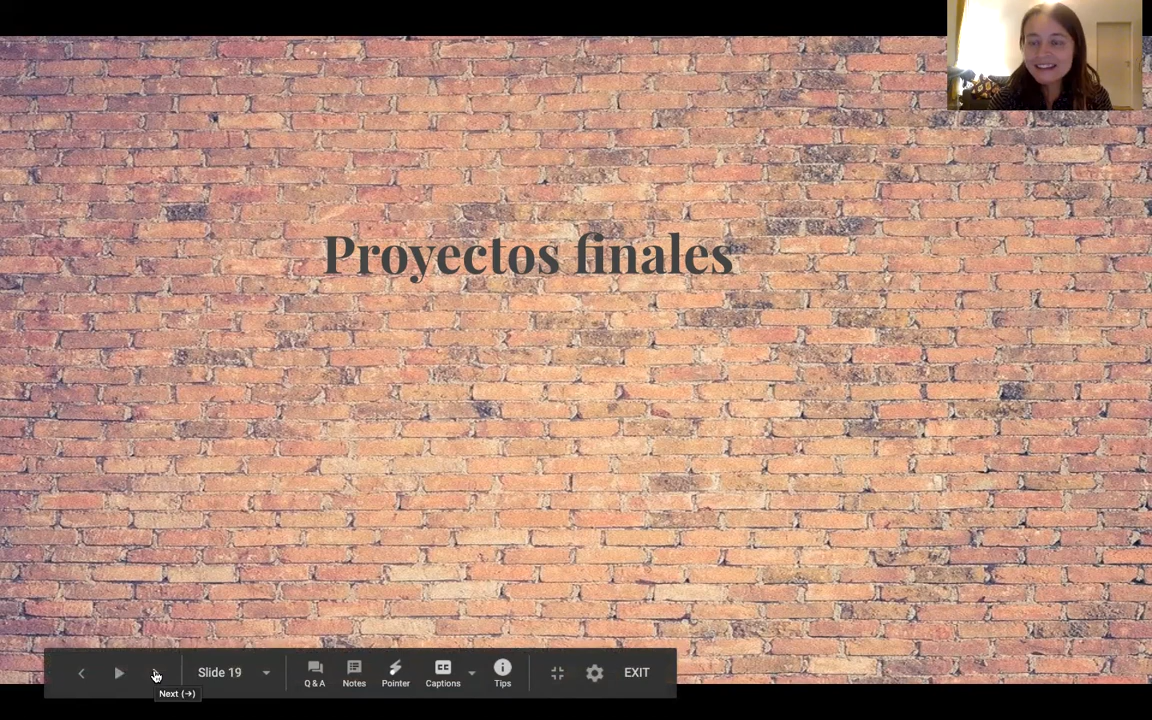 Proyectos finales
Slide 19
Q & A
Notes
Pointer
Captions
Tips
EXIT
Next (→)